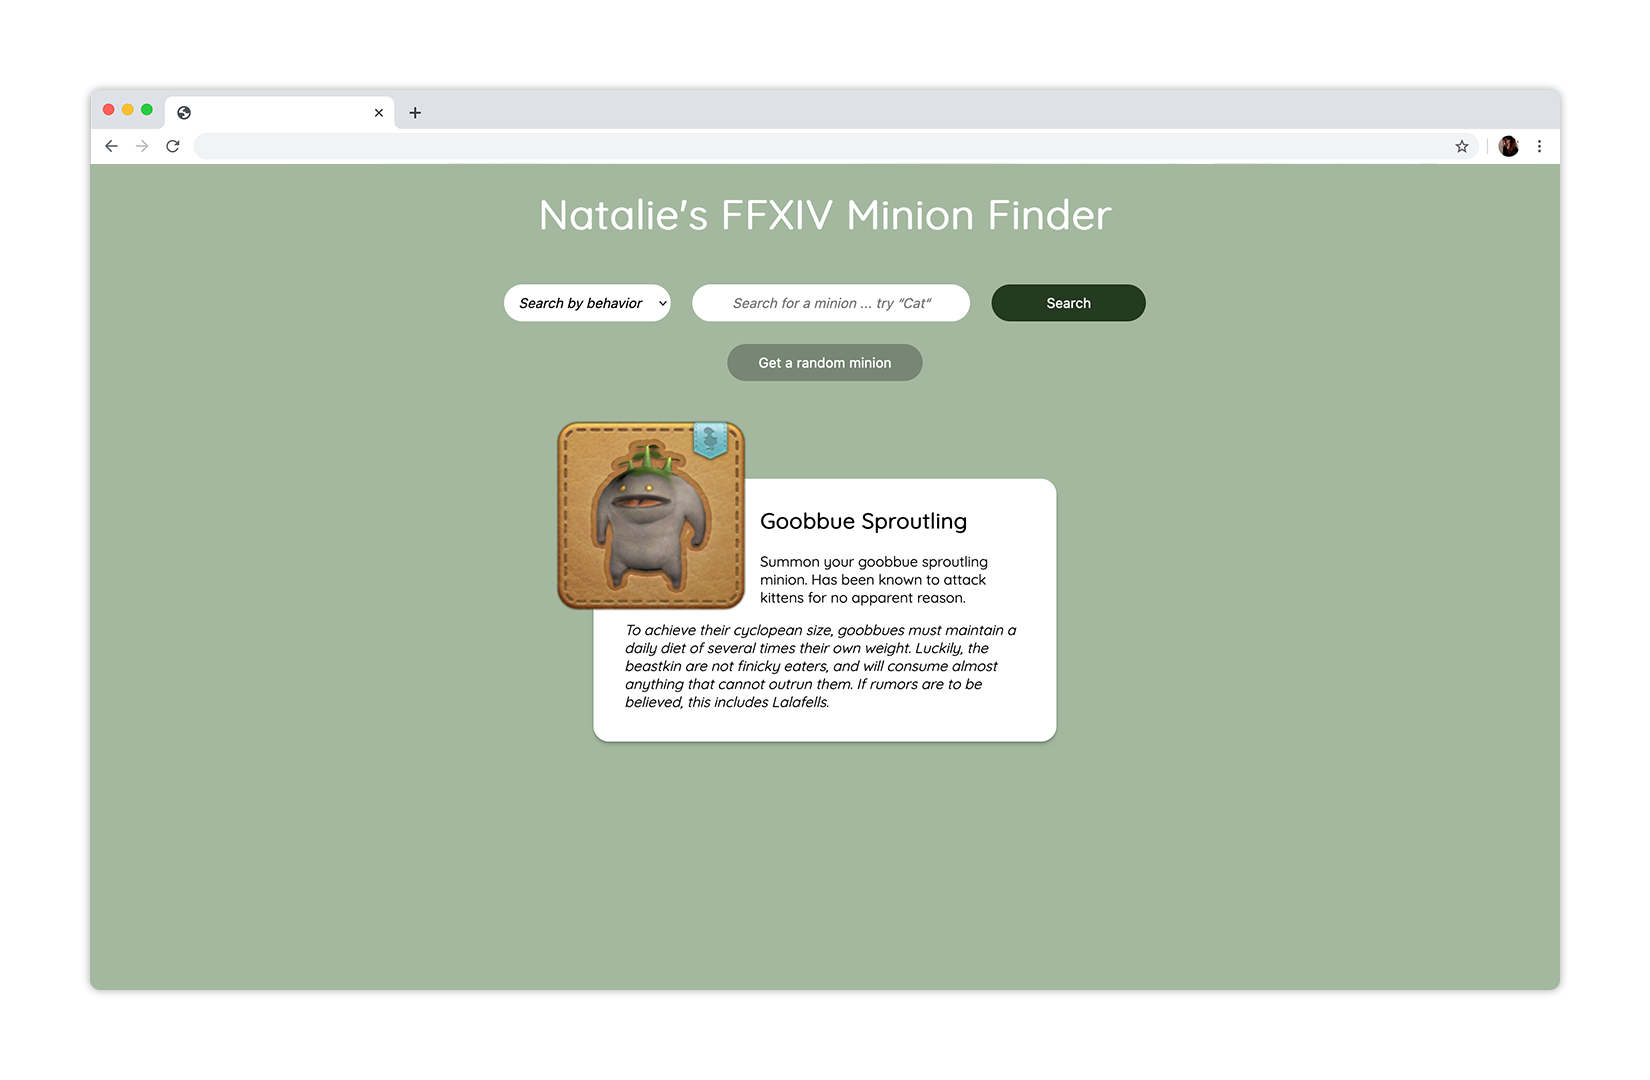 Natalie's FFXIV Minion Finder
Search by behavior
Search for a minion ... try “Cat”
Search
Get a random minion
Goobbue Sproutling
Summon your goobbue sproutling
minion. Has been known to attack
kittens for no apparent reason.
To achieve their cyclopean size, goobbues must maintain a
daily diet of several times their own weight. Luckily, the
beastkin are not finicky eaters, and will consume almost
anything that cannot outrun them. If rumors are to be
believed, this includes Lalafells.